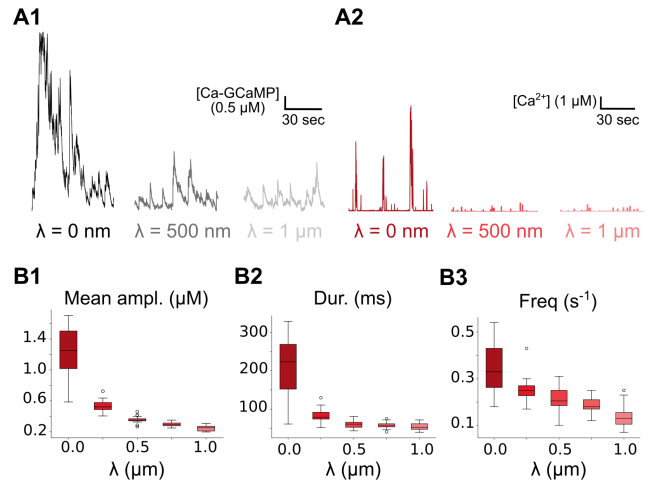 A1
A2
[Ca-GCaMP]
(0.5 µM)
30 sec
[Ca²⁺] (1 µM)
30 sec
λ = 0 nm
λ = 500 nm
λ = 1 µm
λ = 0 nm
λ = 500 nm
λ = 1 µm
B1
B2
B3
Mean ampl. (µM)
Dur. (ms)
Freq (s⁻¹)
1.4
1.0
0.6
0.2
0.0
0.5
1.0
λ (µm)
300
200
100
0.0
0.5
1.0
λ (µm)
0.5
0.3
0.1
0.0
0.5
1.0
λ (µm)